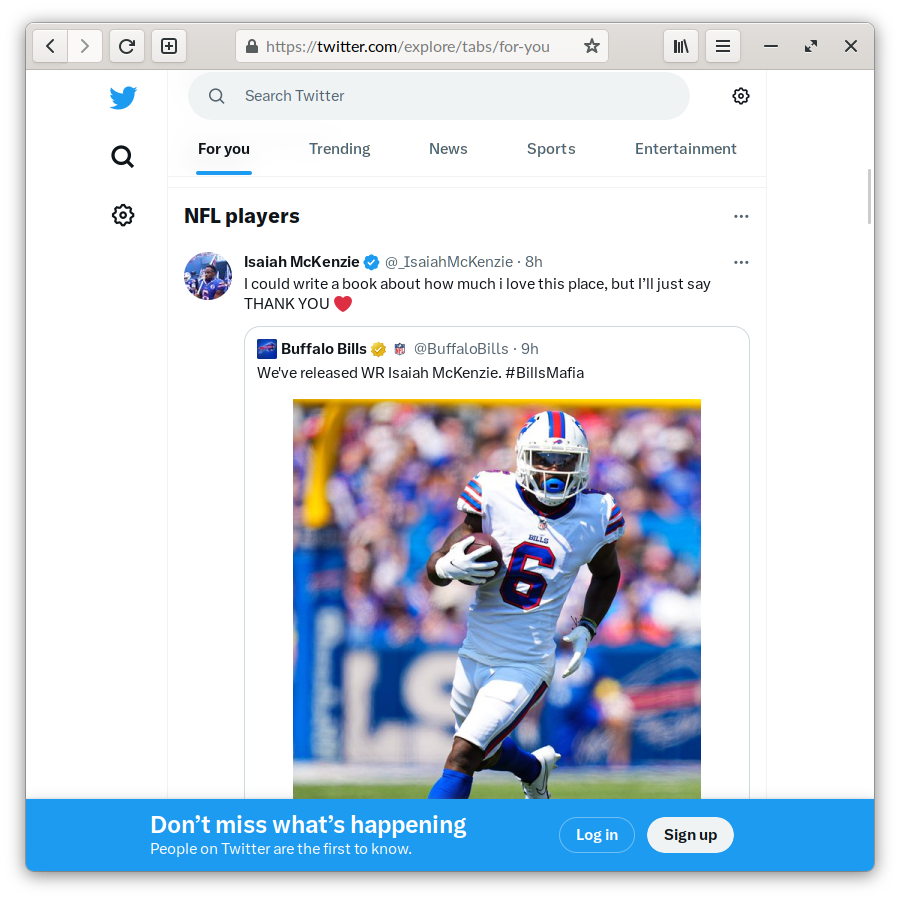 https://twitter.com/explore/tabs/for-you
Search Twitter
For you Trending News Sports Entertainment
NFL players
Isaiah McKenzie @_IsaiahMcKenzie · 8h
I could write a book about how much i love this place, but I’ll just say
THANK YOU ❤️
Buffalo Bills @BuffaloBills · 9h
We've released WR Isaiah McKenzie. #BillsMafia
BILLS
6
LS
Don’t miss what’s happening
People on Twitter are the first to know.
Log in Sign up